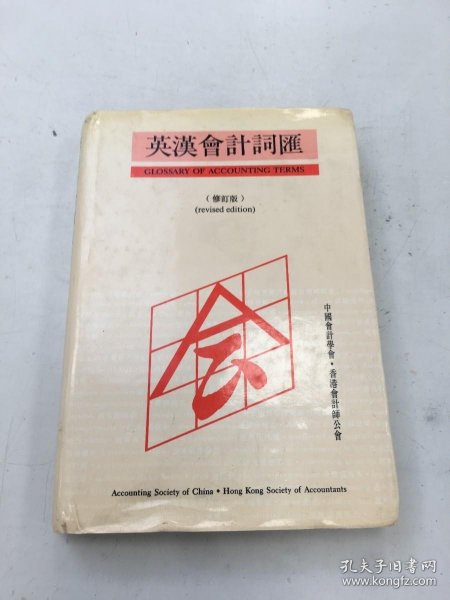 英漢會計詞匯
GLOSSARY OF ACCOUNTING TERMS
（修訂版）
(revised edition)
会
中國會計學會・香港會計師公會
Accounting Society of China • Hong Kong Society of Accountants
孔夫子旧书网
www.kongfz.com